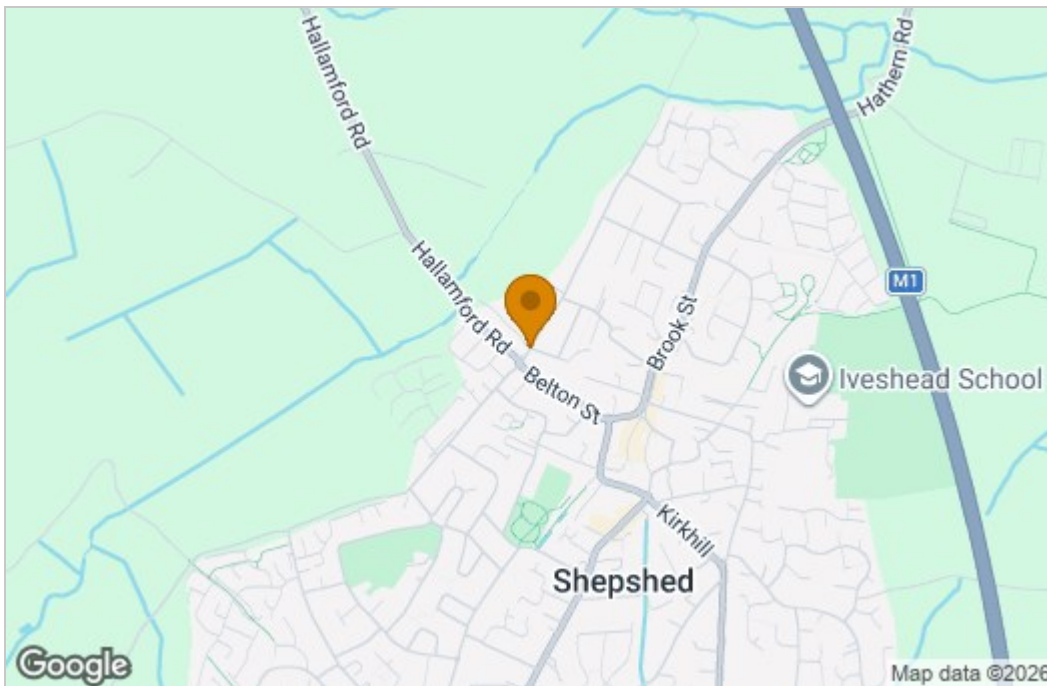 Hallamford Rd
Hathern Rd
Hallamford Rd
M1
Brook St
Belton St
Iveshead School
Kirkhill
Shepshed
Google
Map data ©2026